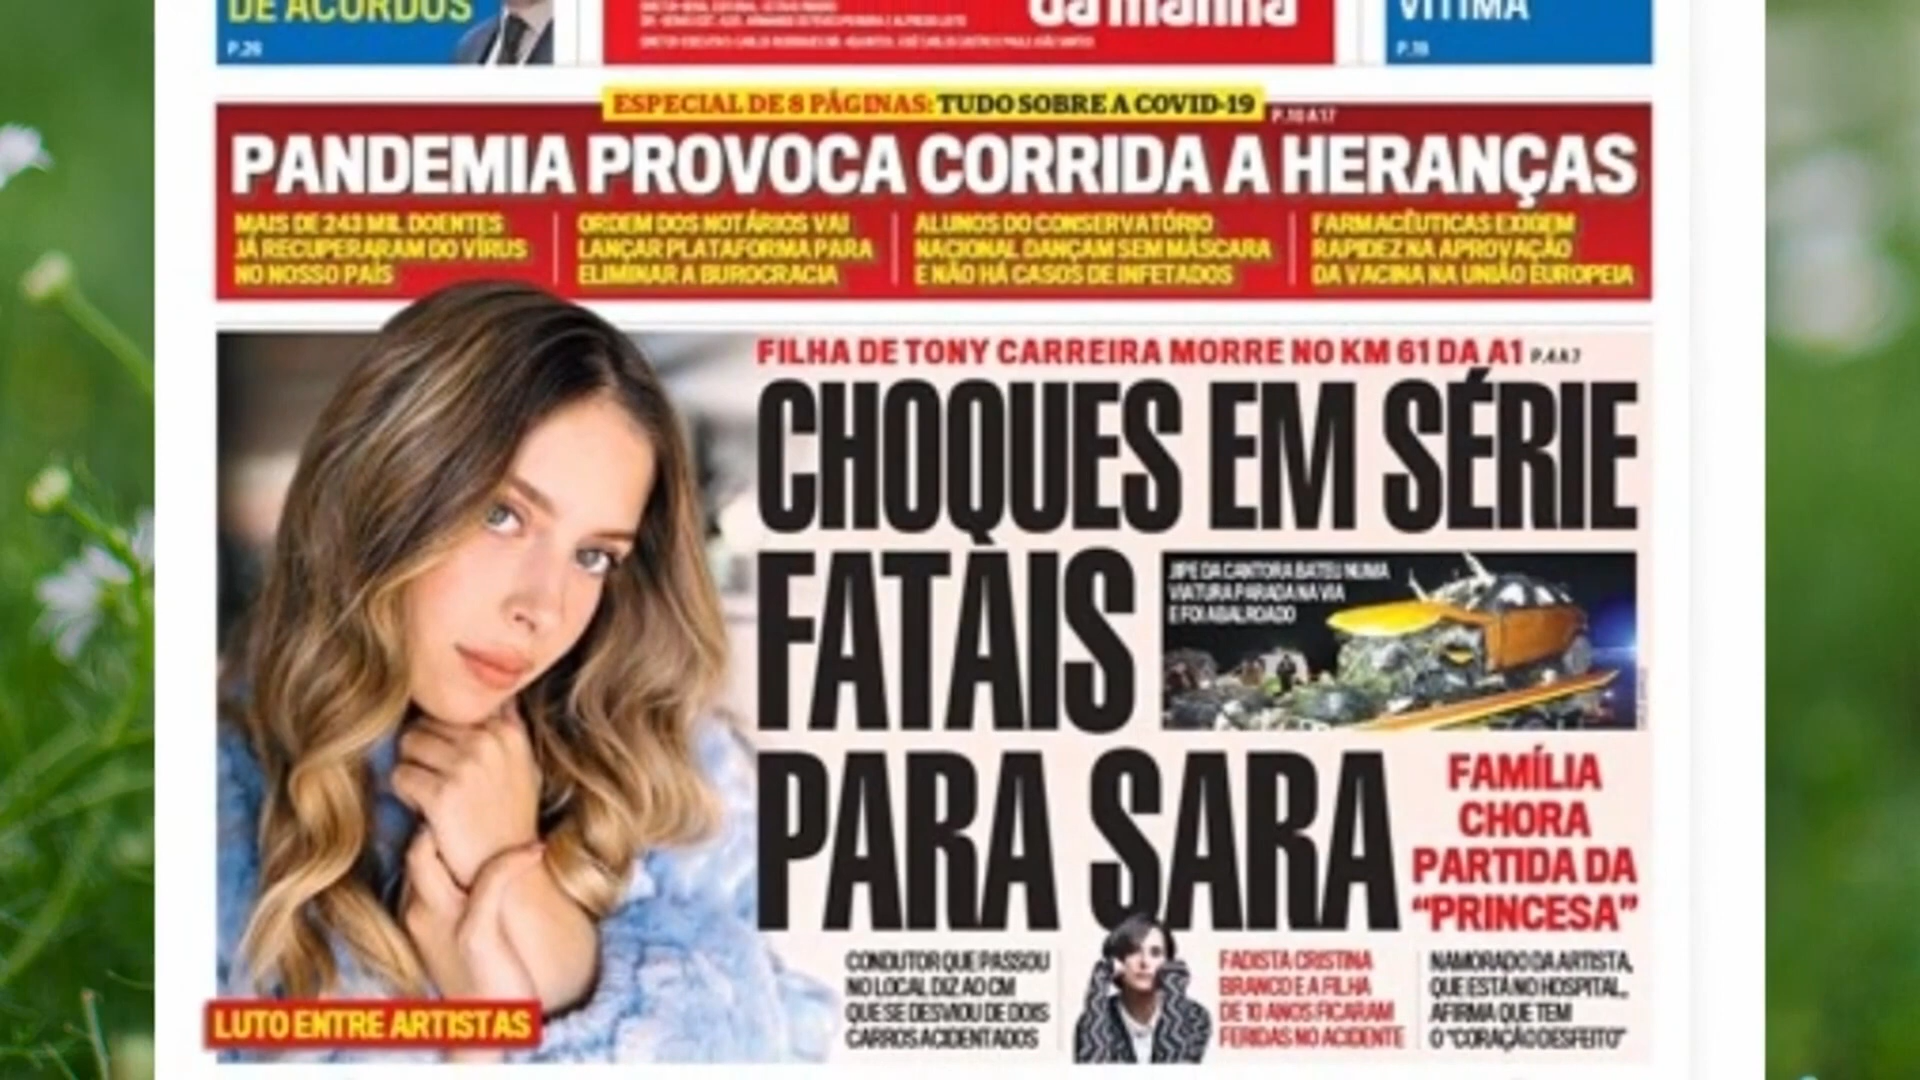 DE ACORDOS
P.26
da manhã
VÍTIMA
P.18
ESPECIAL DE 8 PÁGINAS: TUDO SOBRE A COVID-19
P.10 A 17
PANDEMIA PROVOCA CORRIDA A HERANÇAS
MAIS DE 243 MIL DOENTES
JÁ RECUPERARAM DO VÍRUS
NO NOSSO PAÍS
ORDEM DOS NOTÁRIOS VAI
LANÇAR PLATAFORMA PARA
ELIMINAR A BUROCRACIA
ALUNOS DO CONSERVATÓRIO
NACIONAL DANÇAM SEM MÁSCARA
E NÃO HÁ CASOS DE INFETADOS
FARMACÊUTICAS EXIGEM
RAPIDEZ NA APROVAÇÃO
DA VACINA NA UNIÃO EUROPEIA
FILHA DE TONY CARREIRA MORRE NO KM 61 DA A1 P.4 A 7
CHOQUES EM SÉRIE
FATAIS
PARA SARA
JIPE DA CANTORA BATEU NUMA
VIATURA PARADA NA VIA
E FOI ABALROADO
FAMÍLIA
CHORA
PARTIDA DA
“PRINCESA”
LUTO ENTRE ARTISTAS
CONDUTOR QUE PASSOU
NO LOCAL DIZ AO CM
QUE SE DESVIOU DE DOIS
CARROS ACIDENTADOS
FADISTA CRISTINA
BRANCO E A FILHA
DE 10 ANOS FICARAM
FERIDAS NO ACIDENTE
NAMORADO DA ARTISTA,
QUE ESTÁ NO HOSPITAL,
AFIRMA QUE TEM
O “CORAÇÃO DESFEITO”